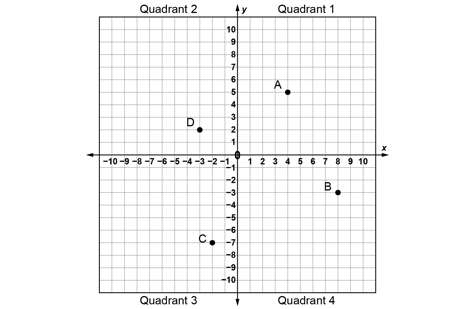 Quadrant 2 y Quadrant 1
10
9
8
7
6
A
5
4
3
D
2
1
x
0
−10 −9 −8 −7 −6 −5 −4 −3 −2 −1 1 2 3 4 5 6 7 8 9 10
−1
−2
B
−3
−4
−5
−6
C
−7
−8
−9
−10
Quadrant 3 Quadrant 4